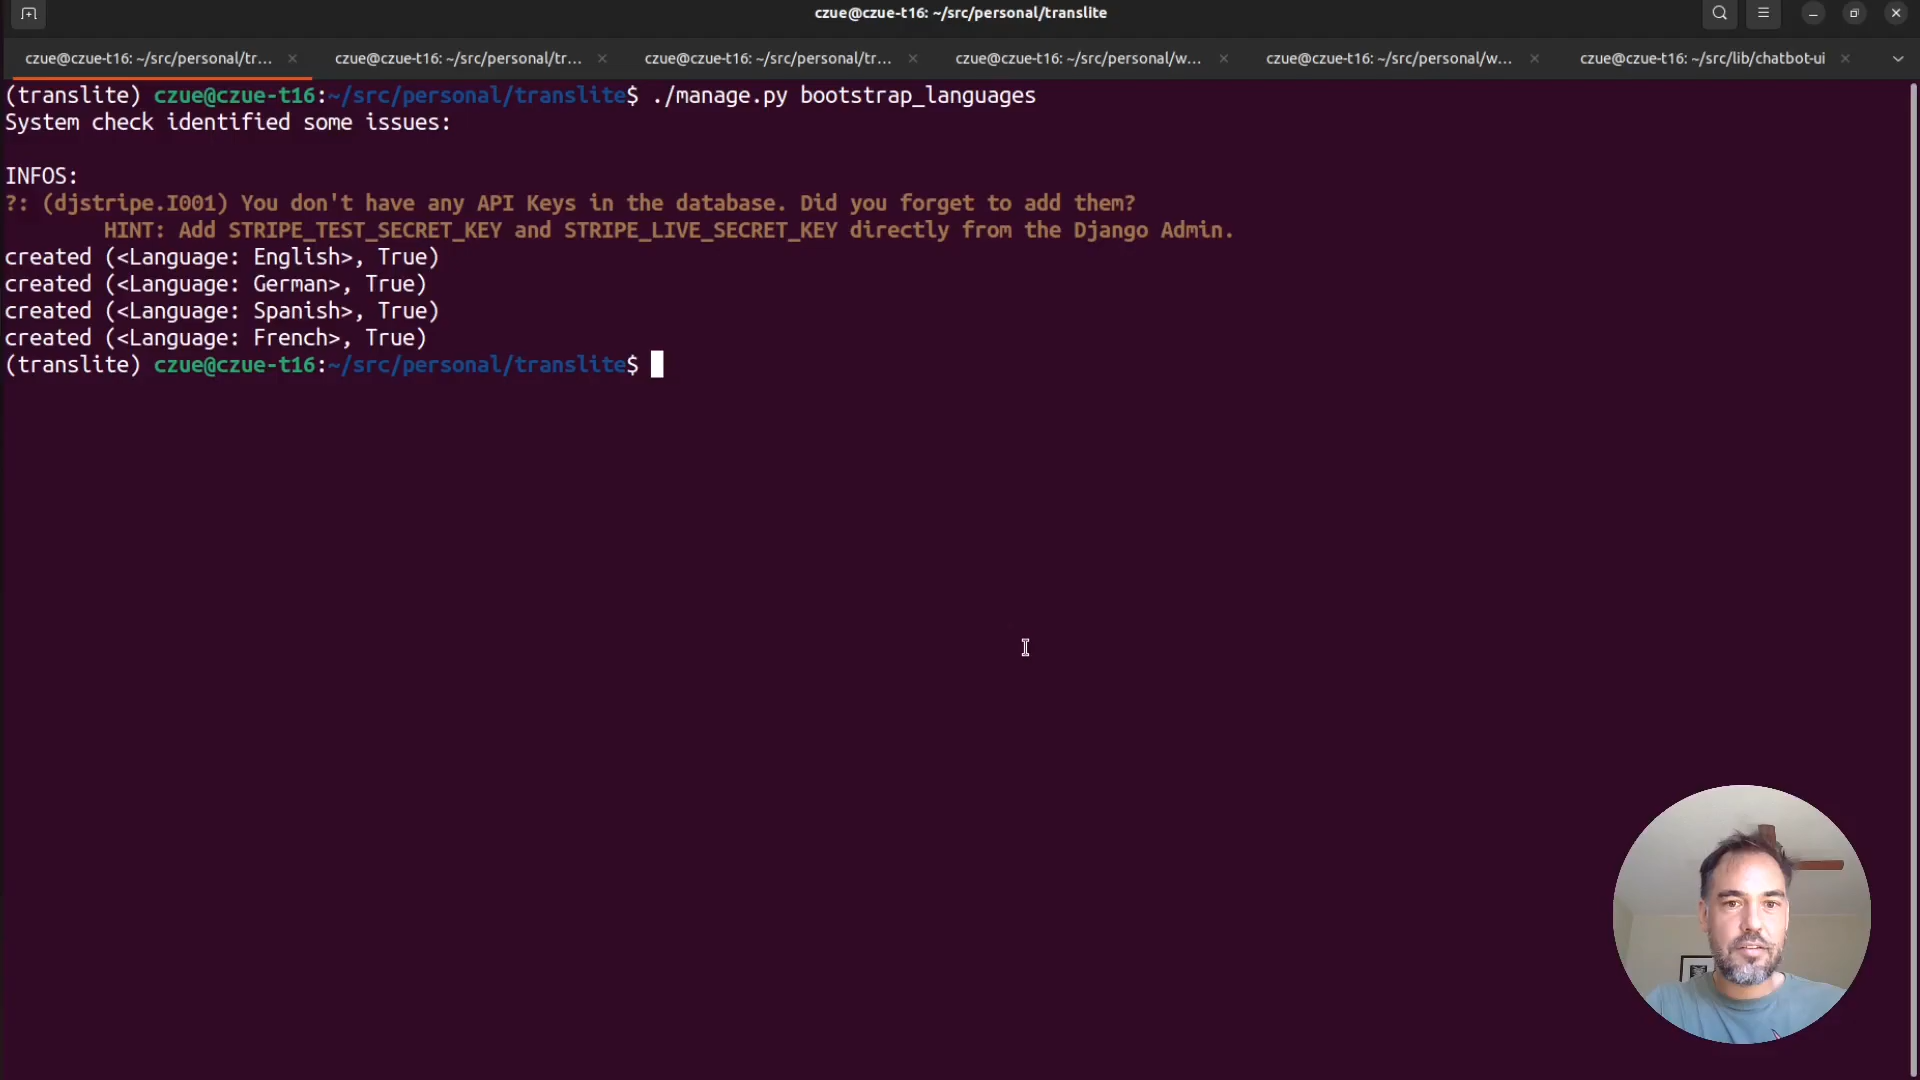 czue@czue-t16: ~/src/personal/translite
czue@czue-t16: ~/src/personal/tr...
czue@czue-t16: ~/src/personal/tr...
czue@czue-t16: ~/src/personal/tr...
czue@czue-t16: ~/src/personal/w...
czue@czue-t16: ~/src/personal/w...
czue@czue-t16: ~/src/lib/chatbot-ui
(translite) czue@czue-t16:~/src/personal/translite$ ./manage.py bootstrap_languages
System check identified some issues:
INFOS:
?: (djstripe.I001) You don't have any API Keys in the database. Did you forget to add them?
HINT: Add STRIPE_TEST_SECRET_KEY and STRIPE_LIVE_SECRET_KEY directly from the Django Admin.
created (<Language: English>, True)
created (<Language: German>, True)
created (<Language: Spanish>, True)
created (<Language: French>, True)
(translite) czue@czue-t16:~/src/personal/translite$